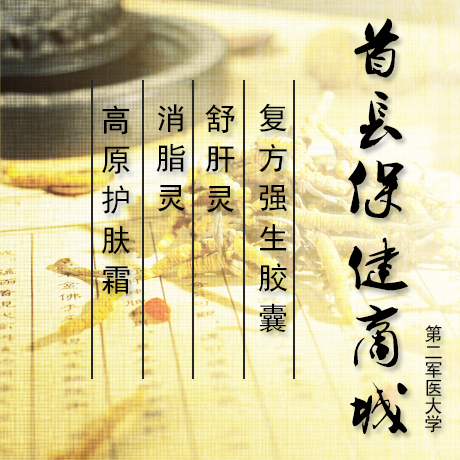 首长保健商城
第二军医大学
复方强生胶囊
舒肝灵
消脂灵
高原护肤霜